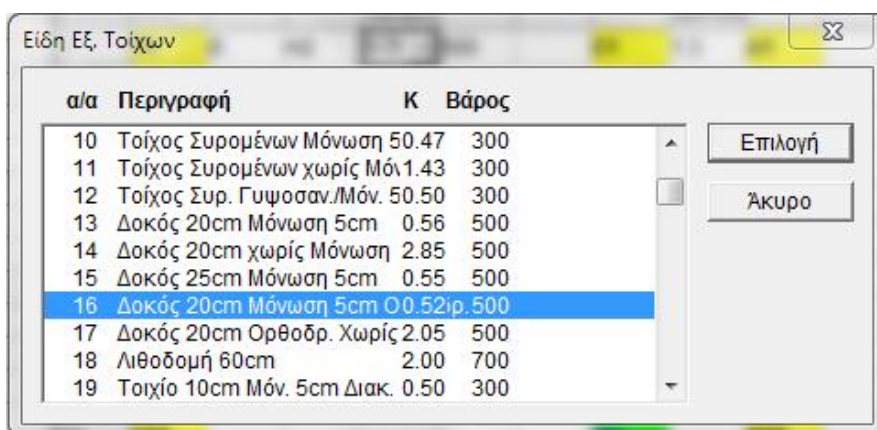 Είδη Εξ. Τοίχων
α/α Περιγραφή Κ Βάρος
10 Τοίχος Συρομένων Μόνωση 50.47 300
11 Τοίχος Συρομένων χωρίς Μόν1.43 300
12 Τοίχος Συρ. Γυψοσαν./Μόν. 50.50 300
13 Δοκός 20cm Μόνωση 5cm 0.56 500
14 Δοκός 20cm χωρίς Μόνωση 2.85 500
15 Δοκός 25cm Μόνωση 5cm 0.55 500
16 Δοκός 20cm Μόνωση 5cm Ο0.52ip.500
17 Δοκός 20cm Ορθοδρ. Χωρίς 2.05 500
18 Λιθοδομή 60cm 2.00 700
19 Τοιχίο 10cm Μόν. 5cm Διακ. 0.50 300
Επιλογή
Άκυρο